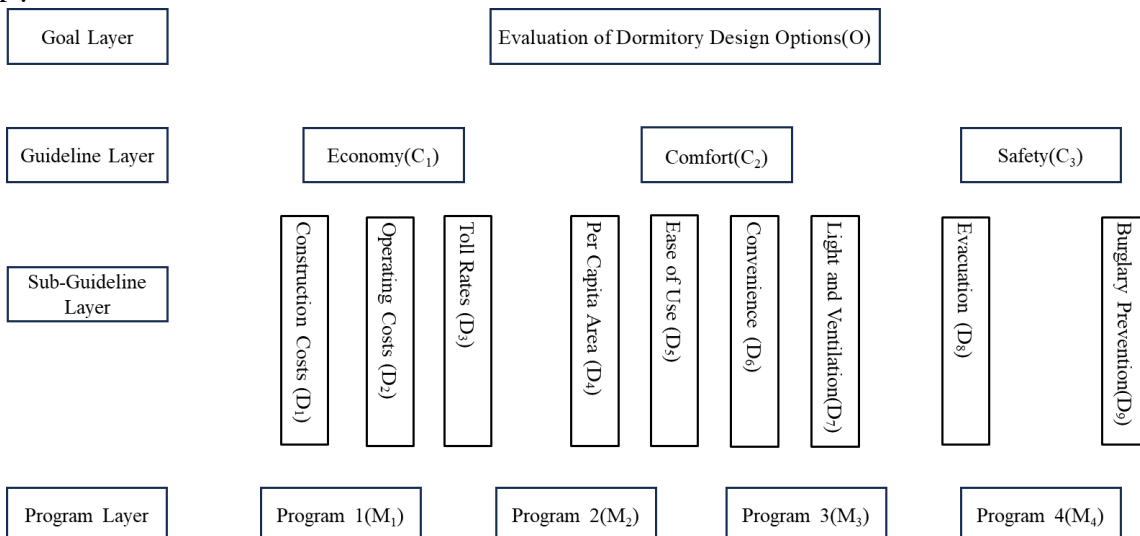 Goal Layer
Evaluation of Dormitory Design Options(O)
Guideline Layer
Economy(C₁)
Comfort(C₂)
Safety(C₃)
Sub-Guideline
Layer
Construction Costs (D₁)
Operating Costs (D₂)
Toll Rates (D₃)
Per Capita Area (D₄)
Ease of Use (D₅)
Convenience (D₆)
Light and Ventilation(D₇)
Evacuation (D₈)
Burglary Prevention(D₉)
Program Layer
Program 1(M₁)
Program 2(M₂)
Program 3(M₃)
Program 4(M₄)